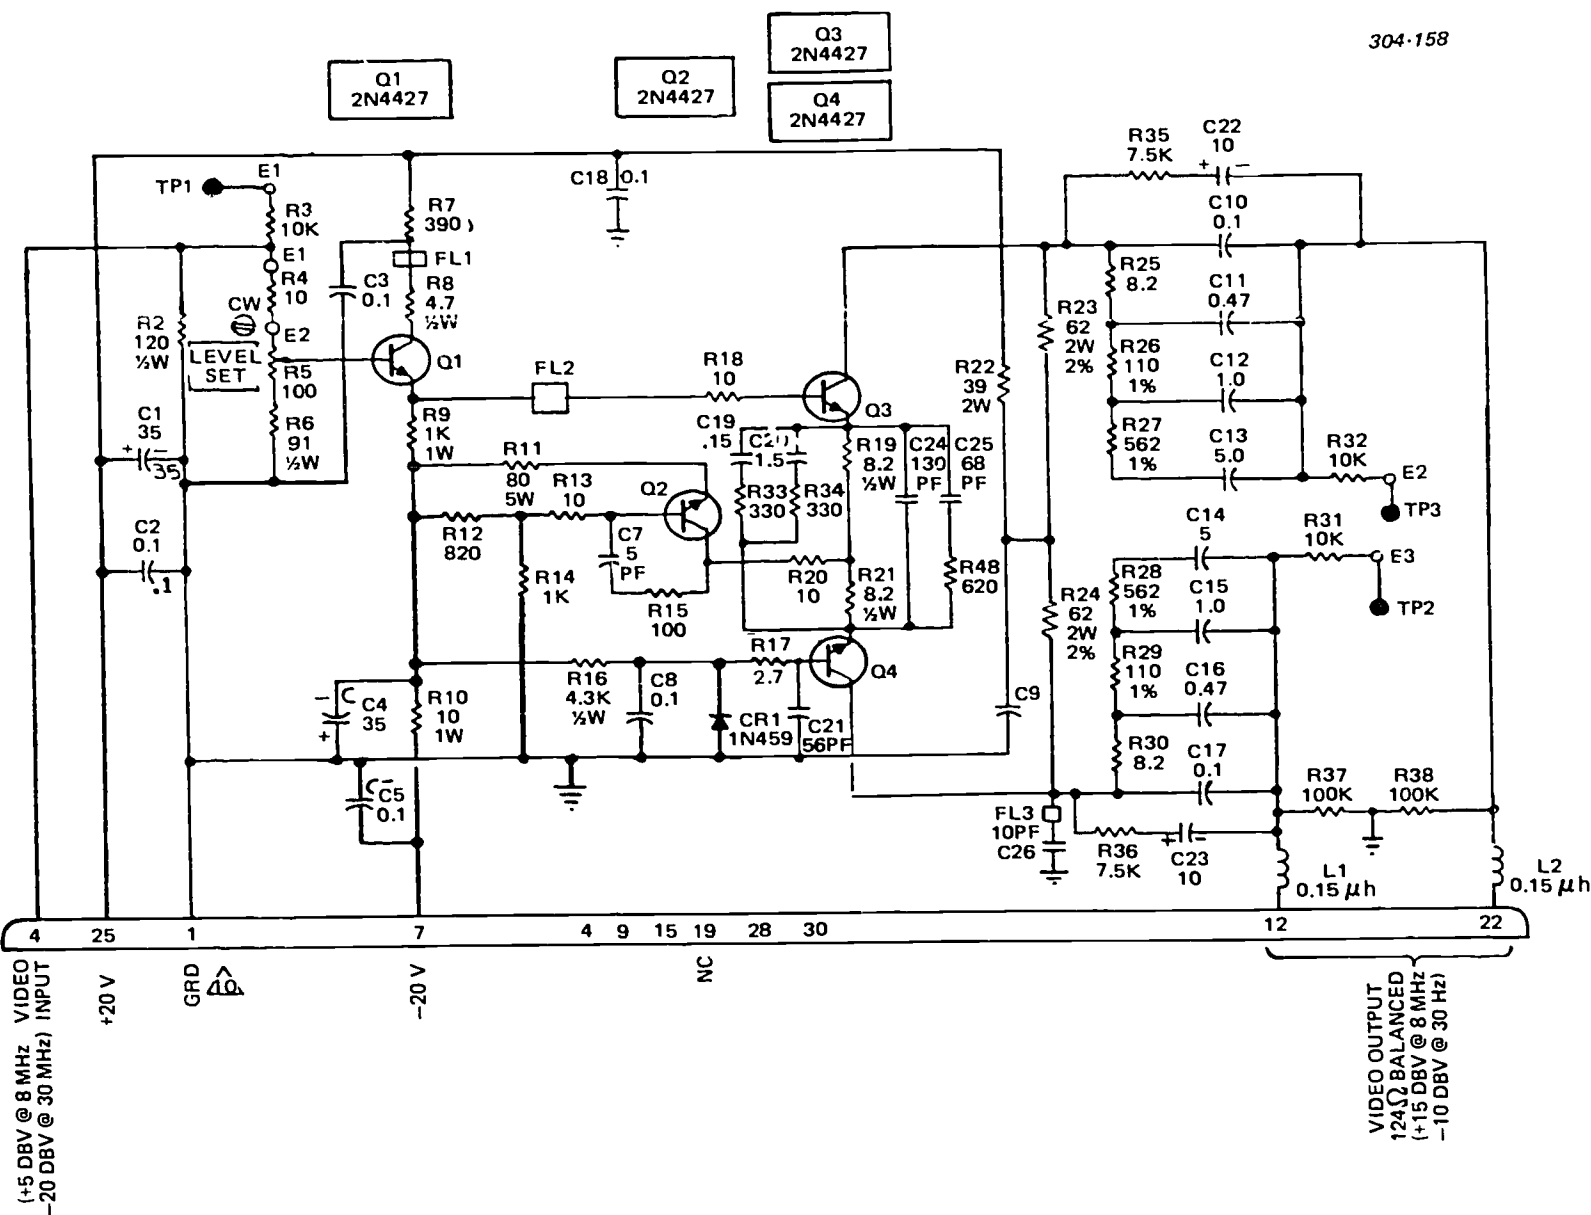 304-158
Q1
2N4427
Q2
2N4427
Q3
2N4427
Q4
2N4427
TP1
E1
R3
10K
E1
R4
10
CW
E2
LEVEL
SET
R5
100
R6
91
½W
R2
120
½W
C1
35
+
−
35
C2
0.1
.1
C3
0.1
R7
390
FL1
R8
4.7
½W
Q1
C18
0.1
FL2
R18
10
Q3
R9
1K
1W
R11
80
5W
R13
10
Q2
R12
820
C7
5
PF
R14
1K
R15
100
C19
.15
C20
1.5
R33
330
R34
330
R19
8.2
½W
C24
130
PF
C25
68
PF
R20
10
R21
8.2
½W
R48
620
R22
39
2W
R23
62
2W
2%
R24
62
2W
2%
R16
4.3K
½W
C8
0.1
R17
2.7
Q4
CR1
1N459
C21
56PF
C9
R10
10
1W
−
C4
35
+
−
C5
0.1
R35
7.5K
C22
10
+
−
C10
0.1
R25
8.2
C11
0.47
R26
110
1%
C12
1.0
R27
562
1%
C13
5.0
R32
10K
E2
TP3
C14
5
R31
10K
E3
TP2
R28
562
1%
C15
1.0
R29
110
1%
C16
0.47
R30
8.2
C17
0.1
FL3
10PF
C26
R36
7.5K
+
−
C23
10
R37
100K
R38
100K
L1
0.15 μh
L2
0.15 μh
4 25 1 7 4 9 15 19 28 30 12 22
VIDEO
INPUT
(+5 DBV @ 8 MHz
−20 DBV @ 30 MHz)
+20 V
GRD
10
−20 V
NC
VIDEO OUTPUT
124Ω BALANCED
(+15 DBV @ 8 MHz
−10 DBV @ 30 Hz)